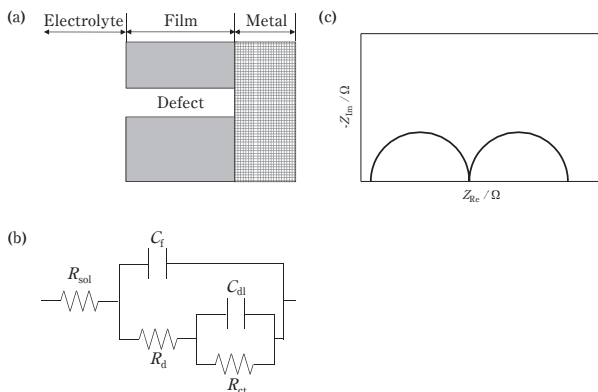 (a)
Electrolyte Film Metal
Defect
(b)
C_f
R_sol
C_dl
R_d
R_ct
(c)
-Z_Im / Ω
Z_Re / Ω